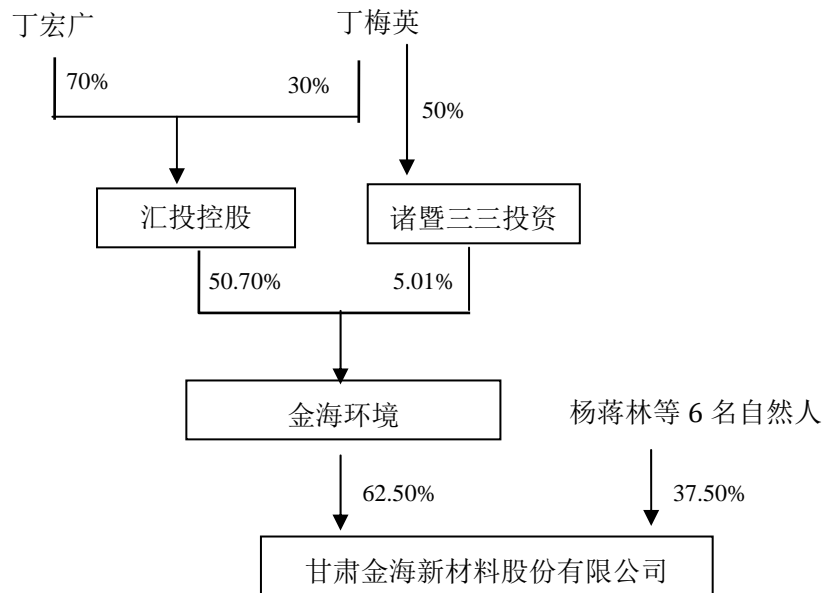 丁宏广
丁梅英
70%
30%
50%
汇投控股
诸暨三三投资
50.70%
5.01%
金海环境
杨蒋林等 6 名自然人
62.50%
37.50%
甘肃金海新材料股份有限公司